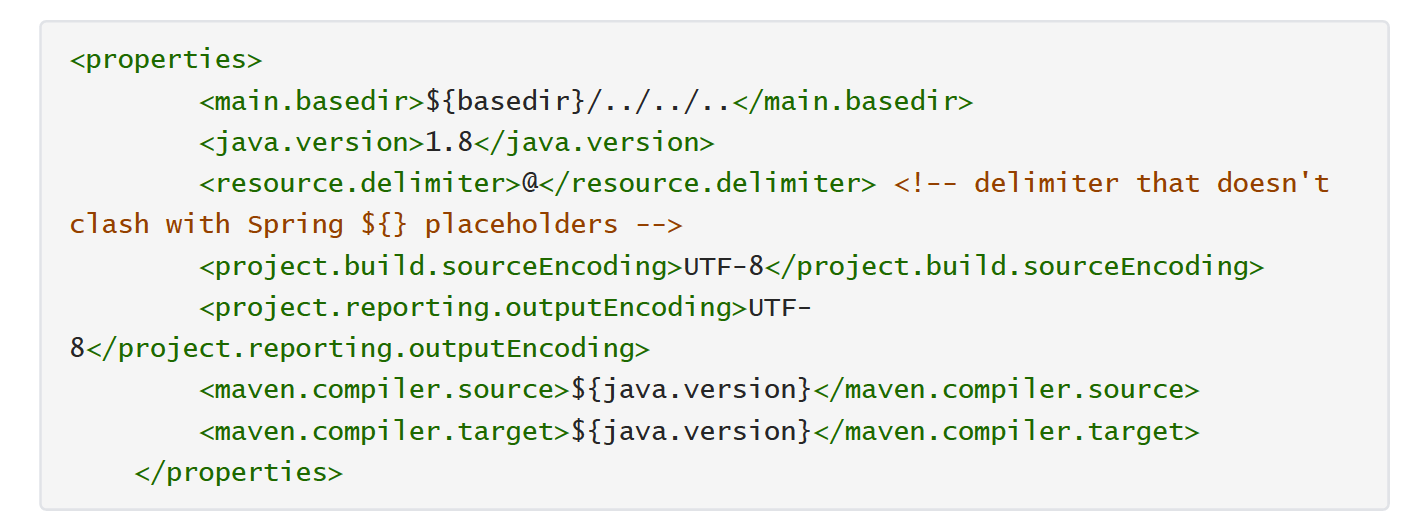 <properties>
        <main.basedir>${basedir}/../../..</main.basedir>
        <java.version>1.8</java.version>
        <resource.delimiter>@</resource.delimiter> <!-- delimiter that doesn't
clash with Spring ${} placeholders -->
        <project.build.sourceEncoding>UTF-8</project.build.sourceEncoding>
        <project.reporting.outputEncoding>UTF-
8</project.reporting.outputEncoding>
        <maven.compiler.source>${java.version}</maven.compiler.source>
        <maven.compiler.target>${java.version}</maven.compiler.target>
    </properties>